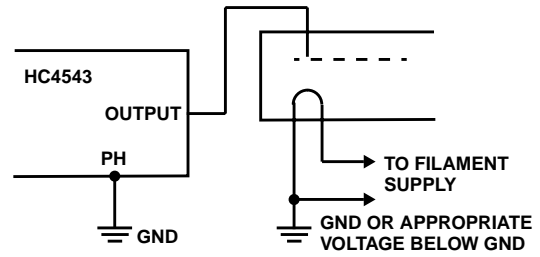 HC4543
OUTPUT
PH
GND
TO FILAMENT
SUPPLY
GND OR APPROPRIATE
VOLTAGE BELOW GND